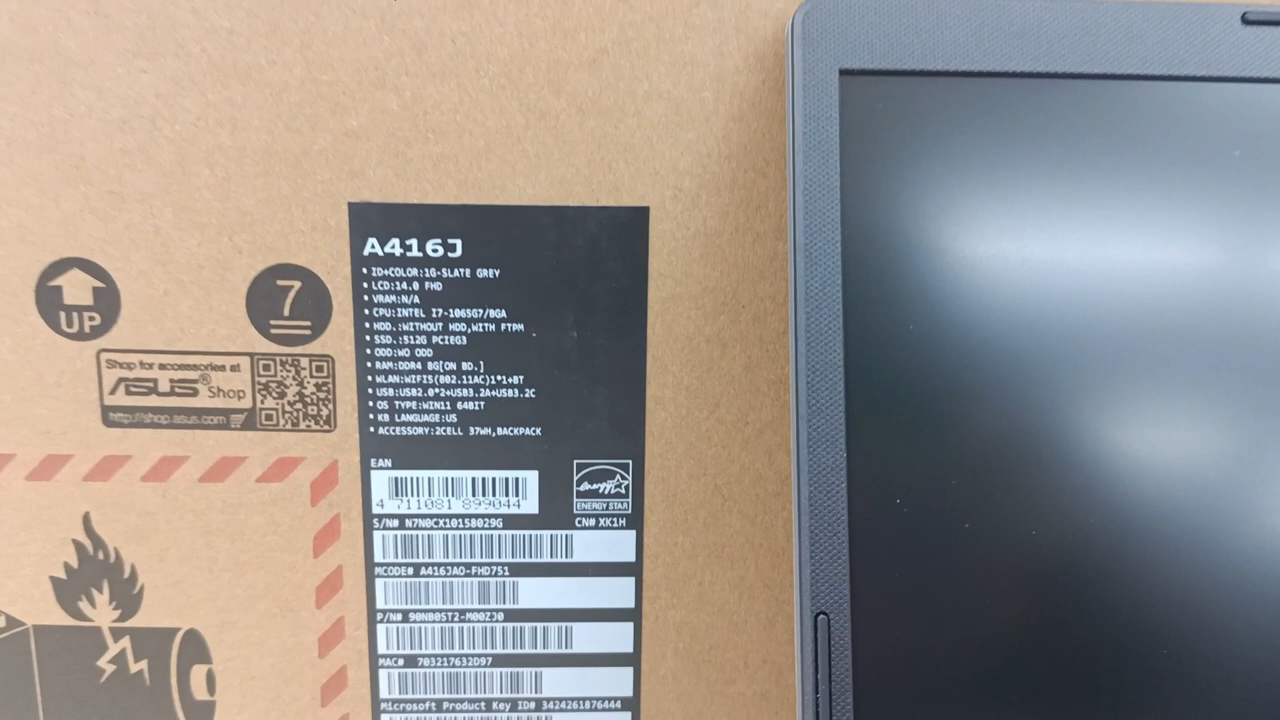 UP
7
Shop for accessories at
ASUS® Shop
http://shop.asus.com
A416J
• ID+COLOR:1G-SLATE GREY
• LCD:14.0 FHD
• VRAM:N/A
• CPU:INTEL I7-1065G7/BGA
• HDD.:WITHOUT HDD,WITH FTPM
• SSD.:512G PCIEG3
• ODD:WO ODD
• RAM:DDR4 8G[ON BD.]
• WLAN:WIFI5(802.11AC)1*1+BT
• USB:USB2.0*2+USB3.2A+USB3.2C
• OS TYPE:WIN11 64BIT
• KB LANGUAGE:US
• ACCESSORY:2CELL 37WH,BACKPACK
EAN
4 711081 899044
energy
ENERGY STAR
S/N# N7N0CX10158029G
CN# XK1H
MCODE# A416JAO-FHD751
P/N# 90NB0ST2-M00ZJ0
MAC# 703217632D97
Microsoft Product Key ID# 3424261876444